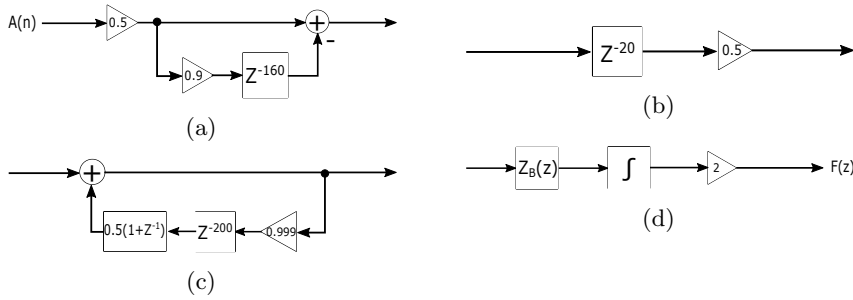 A(n) 0.5 + −
0.9 Z⁻¹⁶⁰
(a)
Z⁻²⁰ 0.5
(b)
+
0.5(1+Z⁻¹) Z⁻²⁰⁰ 0.999
(c)
Z_B(z) ∫ 2 F(z)
(d)